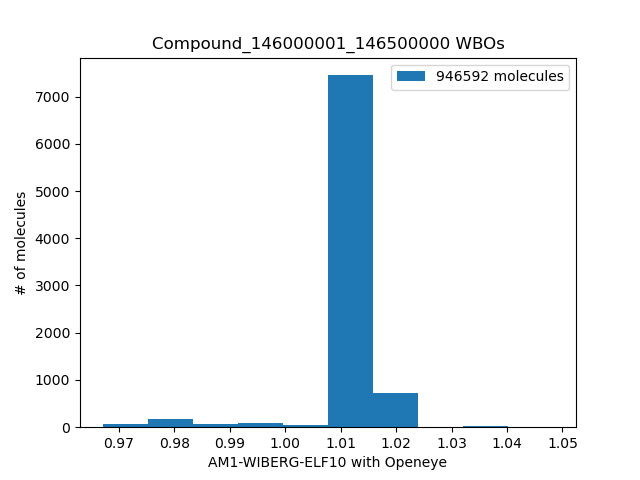 Compound_146000001_146500000 WBOs
946592 molecules
7000
6000
5000
4000
3000
2000
1000
0
# of molecules
0.97 0.98 0.99 1.00 1.01 1.02 1.03 1.04 1.05
AM1-WIBERG-ELF10 with Openeye